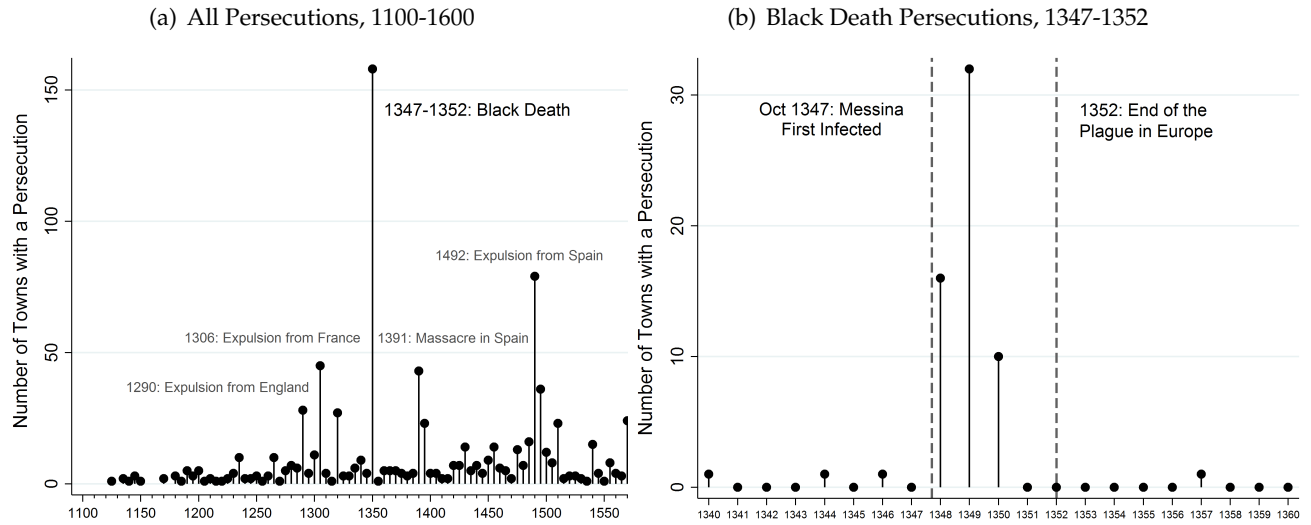 (a) All Persecutions, 1100-1600
Number of Towns with a Persecution
150
100
50
0
1347-1352: Black Death
1492: Expulsion from Spain
1306: Expulsion from France
1391: Massacre in Spain
1290: Expulsion from England
1100 1150 1200 1250 1300 1350 1400 1450 1500 1550
(b) Black Death Persecutions, 1347-1352
Number of Towns with a Persecution
30
20
10
0
Oct 1347: Messina
First Infected
1352: End of the
Plague in Europe
1340 1341 1342 1343 1344 1345 1346 1347 1348 1349 1350 1351 1352 1353 1354 1355 1356 1357 1358 1359 1360